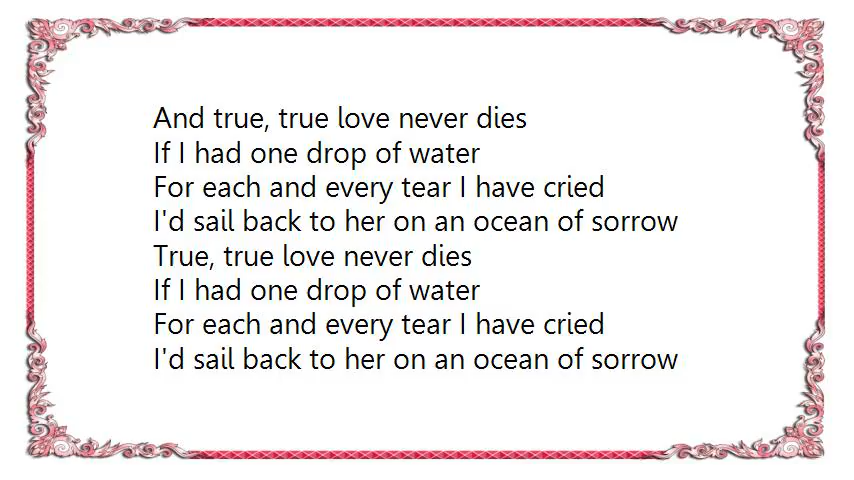 And true, true love never dies
If I had one drop of water
For each and every tear I have cried
I'd sail back to her on an ocean of sorrow
True, true love never dies
If I had one drop of water
For each and every tear I have cried
I'd sail back to her on an ocean of sorrow